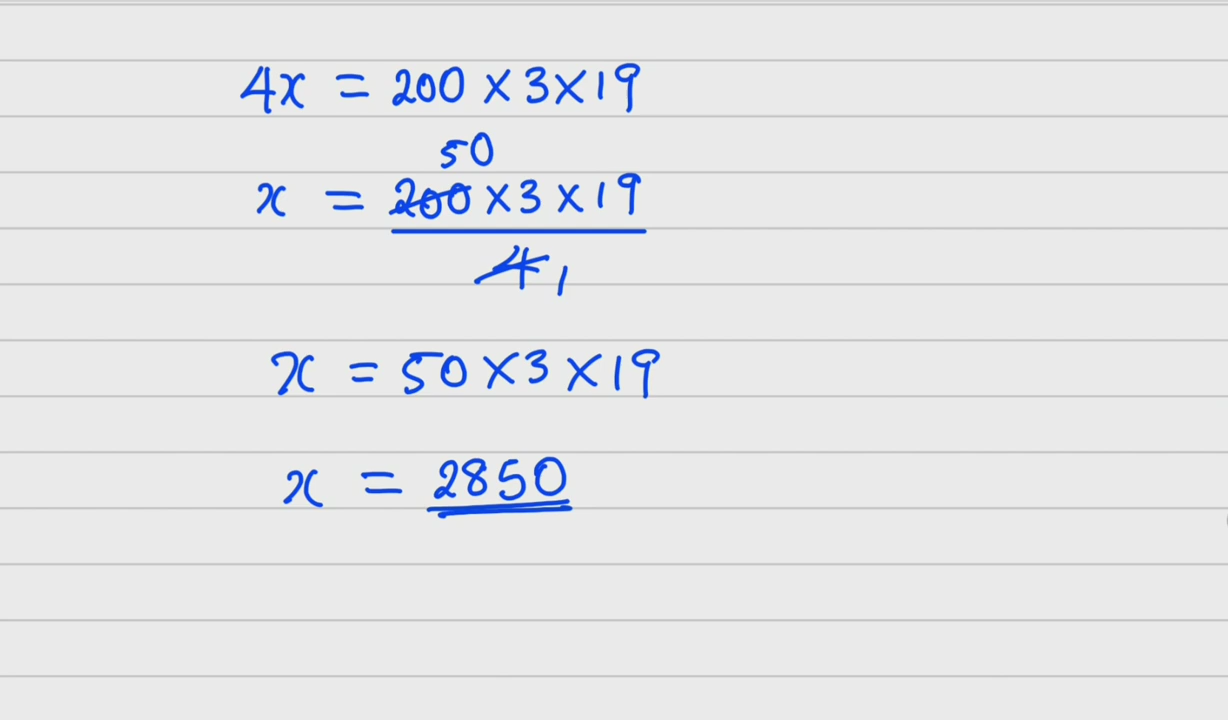 4x = 200 × 3 × 19
50
x = 200 × 3 × 19
4 1
x = 50 × 3 × 19
x = 2850